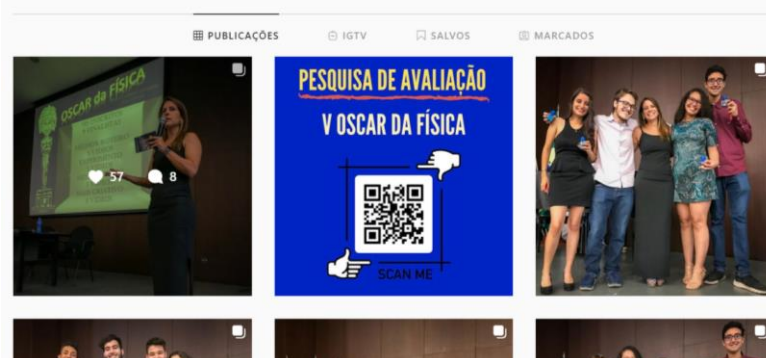 PUBLICAÇÕES
IGTV
SALVOS
MARCADOS
OSCAR da FÍSICA
57
8
PESQUISA DE AVALIAÇÃO
V OSCAR DA FÍSICA
SCAN ME